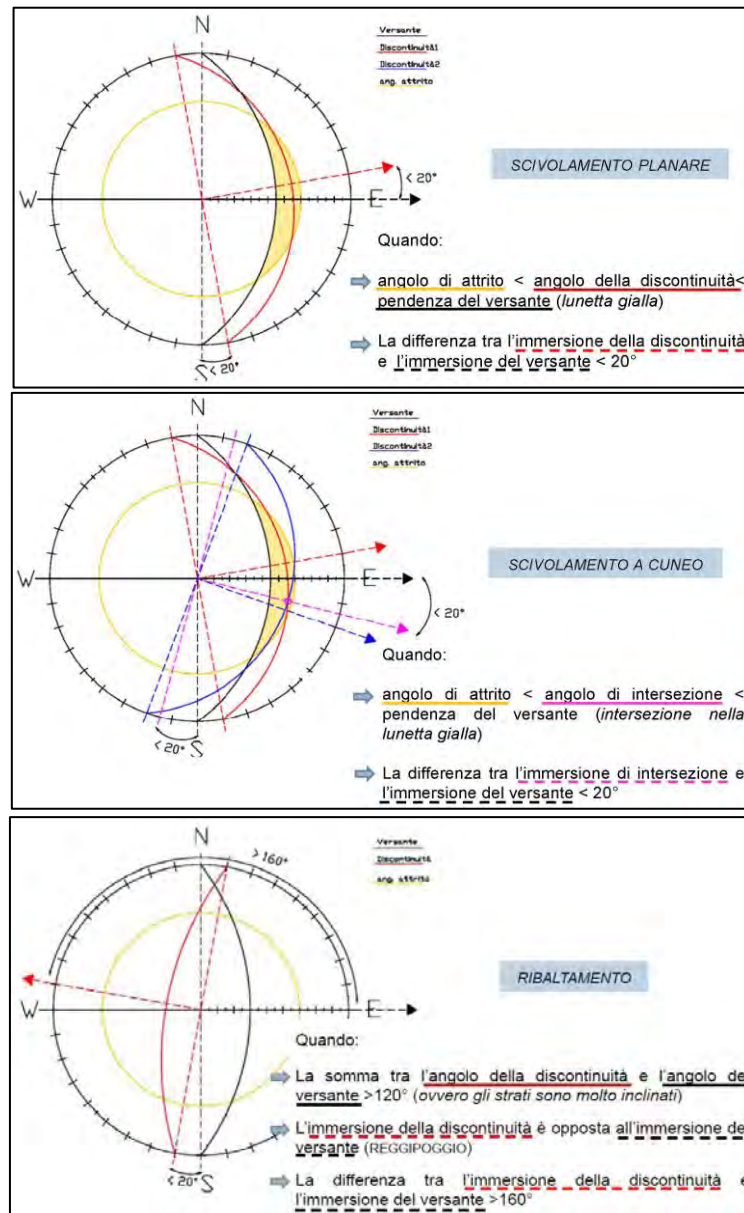 N
Versante
Discontinuità1
Discontinuità2
ang. attrito
< 20°
W
E
SCIVOLAMENTO PLANARE
Quando:
angolo di attrito < angolo della discontinuità<
pendenza del versante (lunetta gialla)
La differenza tra l'immersione della discontinuità
e l'immersione del versante < 20°
S
< 20°
N
Versante
Discontinuità1
Discontinuità2
ang. attrito
W
E
SCIVOLAMENTO A CUNEO
< 20°
Quando:
angolo di attrito < angolo di intersezione <
pendenza del versante (intersezione nella
lunetta gialla)
La differenza tra l'immersione di intersezione e
l'immersione del versante < 20°
< 20°
S
N
> 160°
Versante
Discontinuità
ang. attrito
W
E
RIBALTAMENTO
Quando:
La somma tra l'angolo della discontinuità e l'angolo de
versante >120° (ovvero gli strati sono molto inclinati)
L'immersione della discontinuità è opposta all'immersione de
versante (REGGIPOGGIO)
La differenza tra l'immersione della discontinuità e
l'immersione del versante >160°
< 20°
S